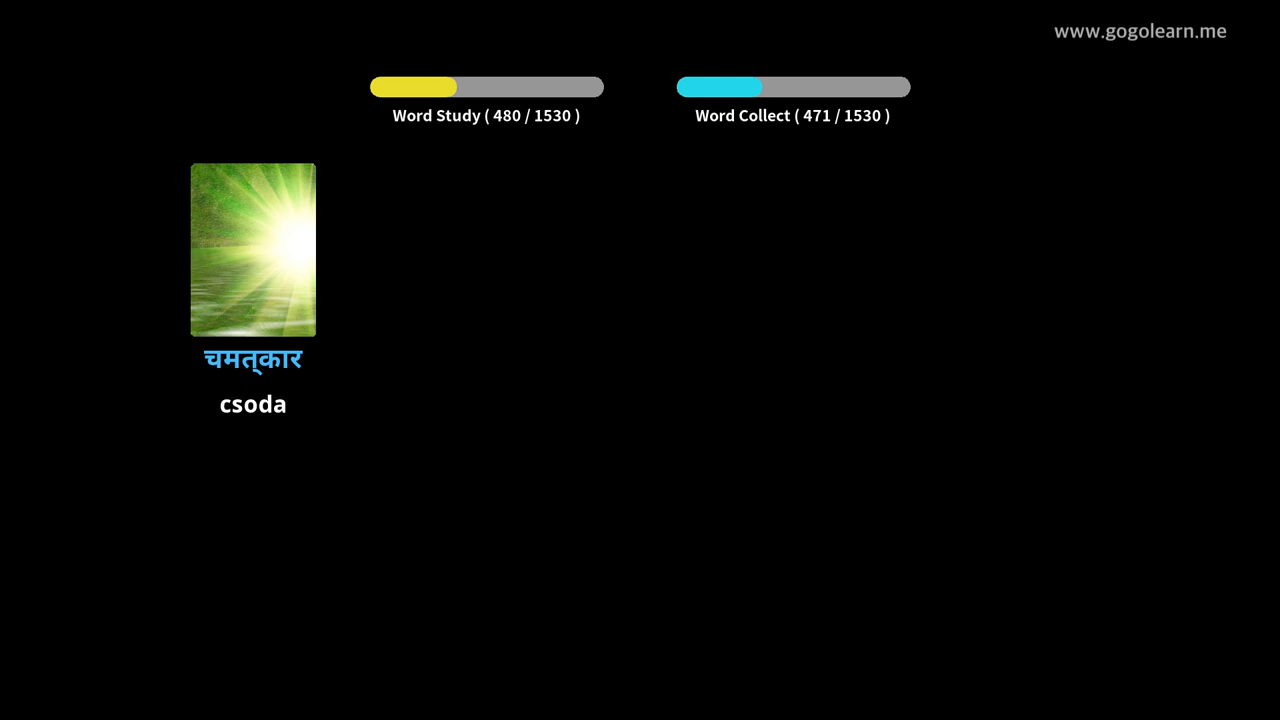 www.gogolearn.me
Word Study ( 480 / 1530 )
Word Collect ( 471 / 1530 )
चमत्कार
csoda